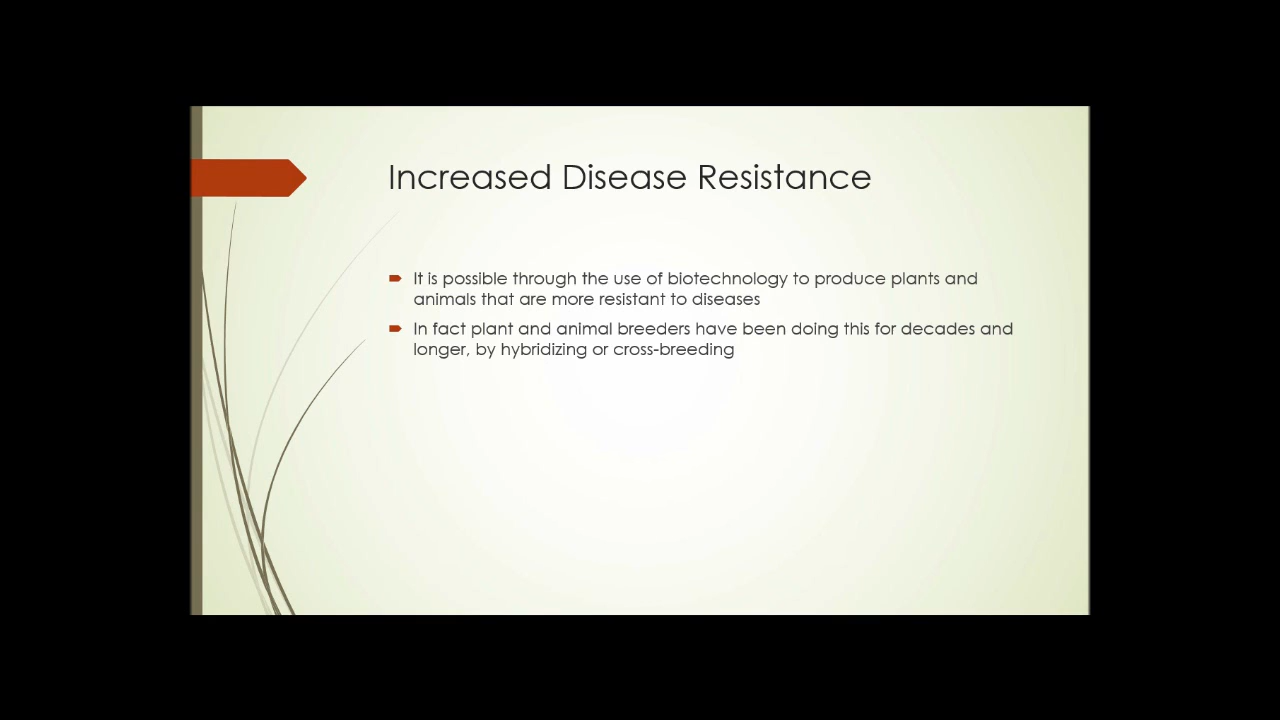 Increased Disease Resistance
It is possible through the use of biotechnology to produce plants and
animals that are more resistant to diseases
In fact plant and animal breeders have been doing this for decades and
longer, by hybridizing or cross-breeding